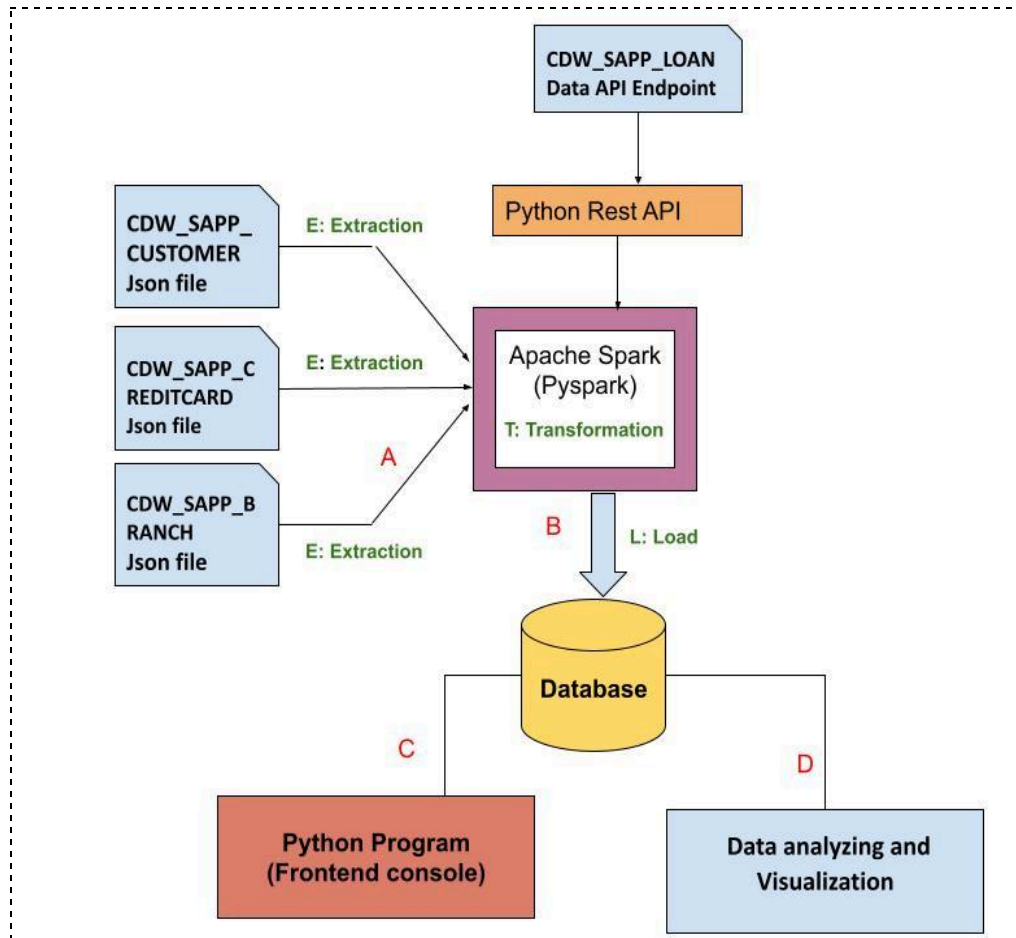 CDW_SAPP_LOAN
Data API Endpoint
Python Rest API
CDW_SAPP_
CUSTOMER
Json file
E: Extraction
CDW_SAPP_C
REDITCARD
Json file
E: Extraction
CDW_SAPP_B
RANCH
Json file
A
E: Extraction
Apache Spark
(Pyspark)
T: Transformation
B
L: Load
Database
C
D
Python Program
(Frontend console)
Data analyzing and
Visualization